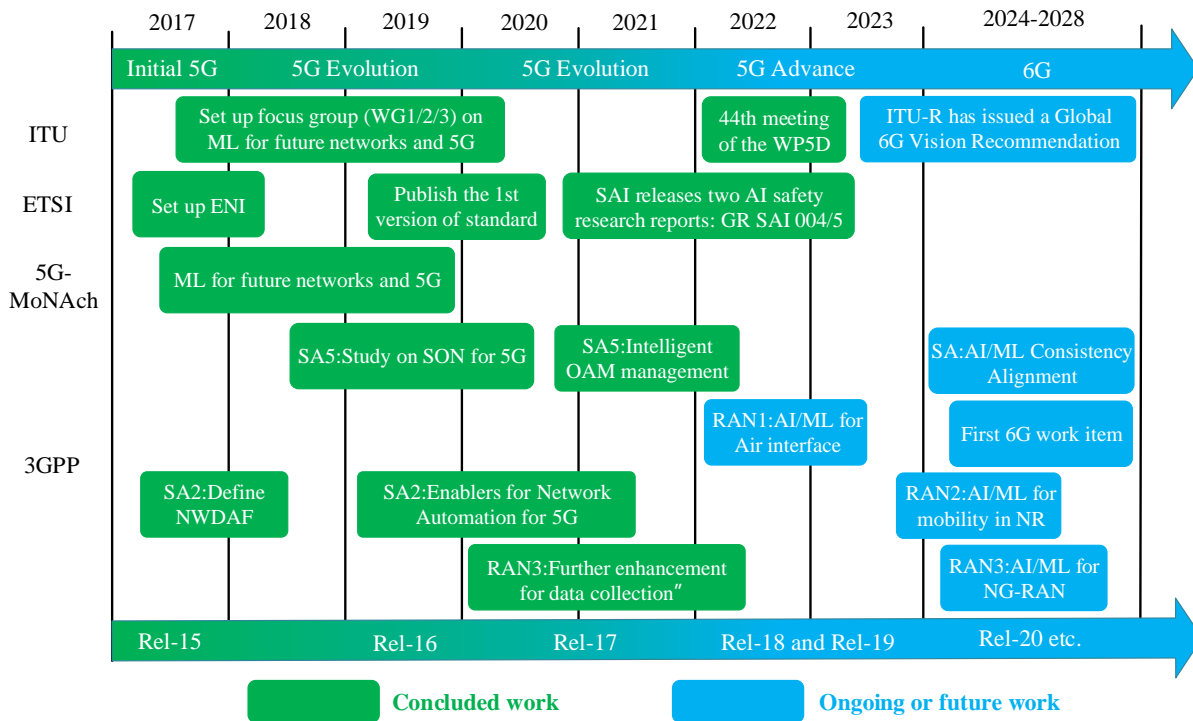 2017 2018 2019 2020 2021 2022 2023 2024-2028
Initial 5G 5G Evolution 5G Evolution 5G Advance 6G
ITU
Set up focus group (WG1/2/3) on
ML for future networks and 5G
44th meeting
of the WP5D
ITU-R has issued a Global
6G Vision Recommendation
ETSI
Set up ENI
Publish the 1st
version of standard
SAI releases two AI safety
research reports: GR SAI 004/5
5G-
MoNAch
ML for future networks and 5G
3GPP
SA5:Study on SON for 5G
SA5:Intelligent
OAM management
SA:AI/ML Consistency
Alignment
RAN1:AI/ML for
Air interface
First 6G work item
SA2:Define
NWDAF
SA2:Enablers for Network
Automation for 5G
RAN2:AI/ML for
mobility in NR
RAN3:Further enhancement
for data collection″
RAN3:AI/ML for
NG-RAN
Rel-15 Rel-16 Rel-17 Rel-18 and Rel-19 Rel-20 etc.
Concluded work Ongoing or future work